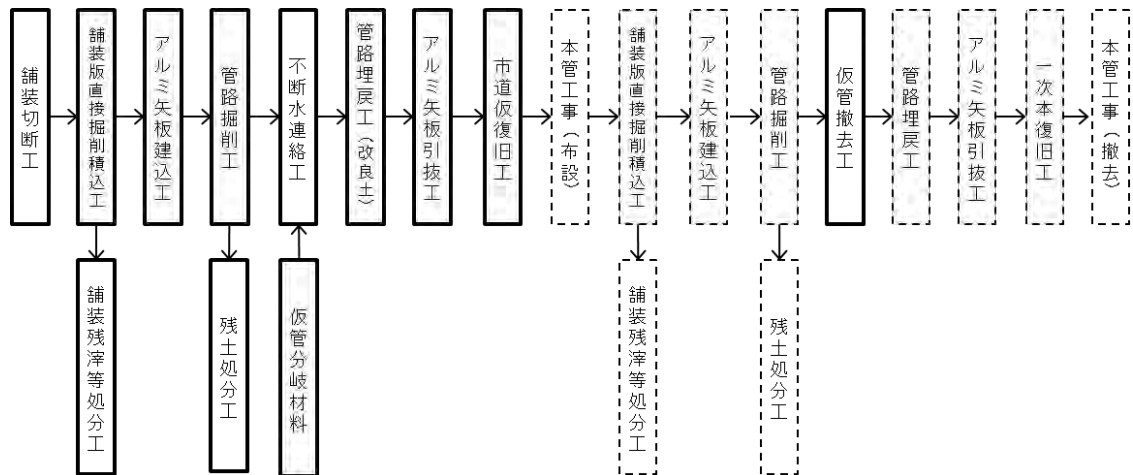 舗装切断工
舗装版直接掘削積込工
アルミ矢板建込工
管路掘削工
不断水連絡工
管路埋戻工（改良土）
アルミ矢板引抜工
市道仮復旧工
本管工事（布設）
舗装版直接掘削積込工
アルミ矢板建込工
管路掘削工
仮管撤去工
管路埋戻工
アルミ矢板引抜工
一次本復旧工
本管工事（撤去）
舗装残滓等処分工
残土処分工
仮管分岐材料
舗装残滓等処分工
残土処分工